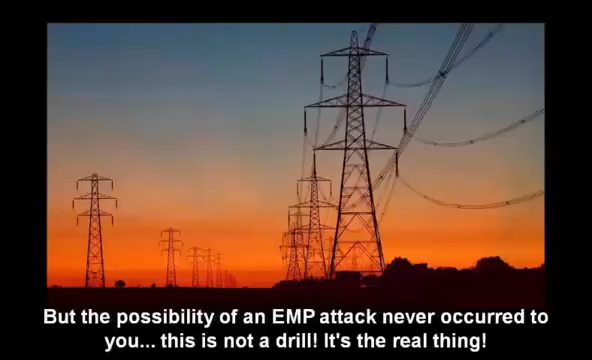 But the possibility of an EMP attack never occurred to
you... this is not a drill! It's the real thing!